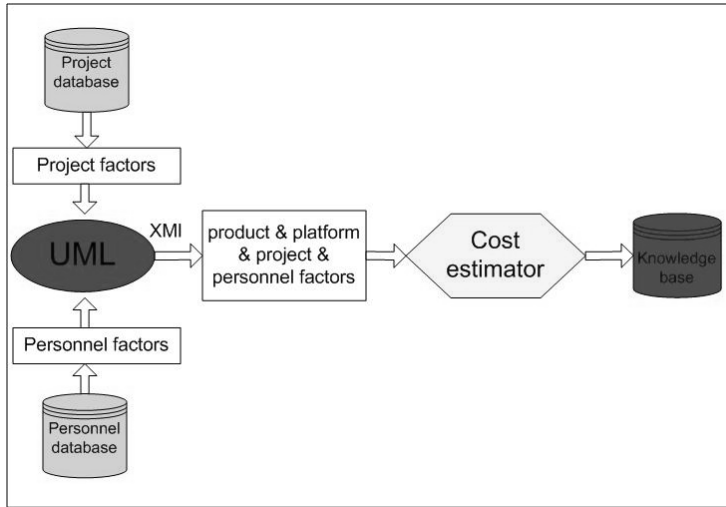 Project
database
Project factors
UML
XMI
product & platform
& project &
personnel factors
Cost
estimator
Knowledge
base
Personnel factors
Personnel
database